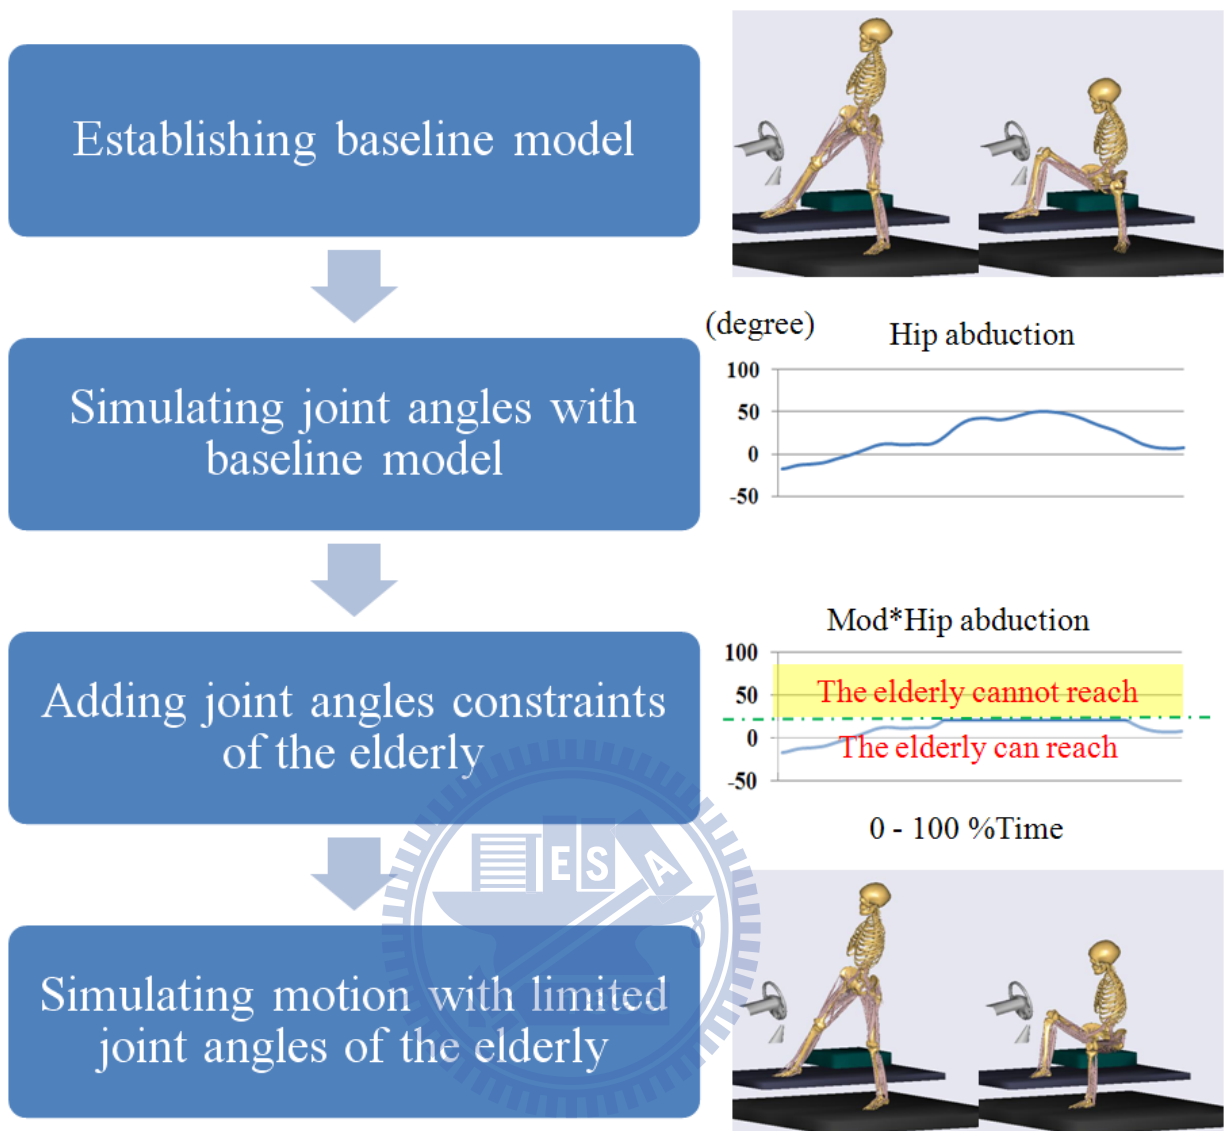 Establishing baseline model
(degree)
Hip abduction
100
50
0
-50
Simulating joint angles with
baseline model
Mod*Hip abduction
100
50
0
-50
The elderly cannot reach
The elderly can reach
0 - 100 %Time
Adding joint angles constraints
of the elderly
E S A
8
Simulating motion with limited
joint angles of the elderly